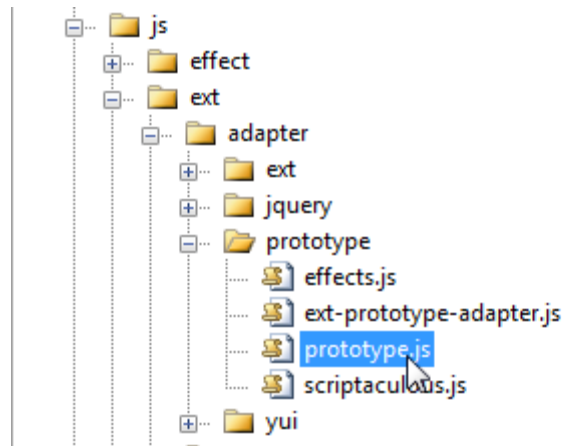 js
effect
ext
adapter
ext
jquery
prototype
effects.js
ext-prototype-adapter.js
prototype.js
scriptaculous.js
yui